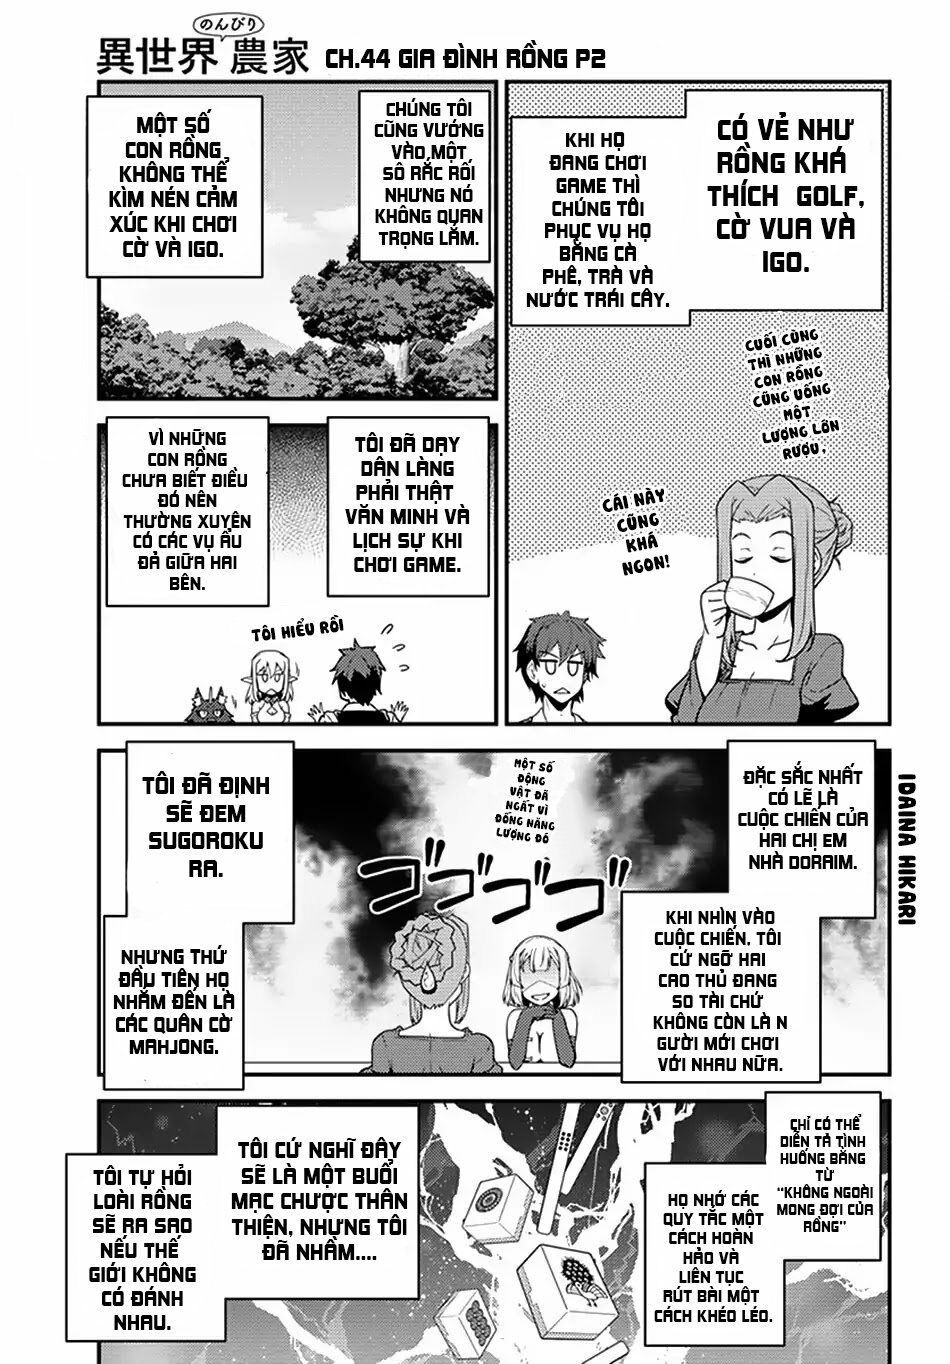 のんびり
異世界 農家 CH.44 GIA ĐÌNH RỒNG P2
CÓ VẺ NHƯ
RỒNG KHÁ
THÍCH GOLF,
CỜ VUA VÀ
IGO.
KHI HỌ
ĐANG CHƠI
GAME THÌ
CHÚNG TÔI
PHỤC VỤ HỌ
BẰNG CÀ
PHÊ, TRÀ VÀ
NƯỚC TRÁI CÂY.
CUỐI CÙNG
THÌ NHỮNG
CON RỒNG
CŨNG UỐNG
MỘT
LƯỢNG LỚN
RƯỢU,
CÁI NÀY
CŨNG
KHÁ
NGON!
CHÚNG TÔI
CŨNG VƯỚNG
VÀO MỘT
SỐ RẮC RỐI
NHƯNG NÓ
KHÔNG QUAN
TRỌNG LẮM.
MỘT SỐ
CON RỒNG
KHÔNG THỂ
KÌM NÉN CẢM
XÚC KHI CHƠI
CỜ VÀ IGO.
TÔI ĐÃ DẠY
DÂN LÀNG
PHẢI THẬT
VĂN MINH VÀ
LỊCH SỰ KHI
CHƠI GAME.
VÌ NHỮNG
CON RỒNG
CHƯA BIẾT ĐIỀU
ĐÓ NÊN
THƯỜNG XUYÊN
CÓ CÁC VỤ ẨU
ĐẢ GIỮA HAI
BÊN.
TÔI HIỂU RỒI
ĐẶC SẮC NHẤT
CÓ LẼ LÀ
CUỘC CHIẾN CỦA
HAI CHỊ EM
NHÀ DORAIM.
KHI NHÌN VÀO
CUỘC CHIẾN, TÔI
CỨ NGỠ HAI
CAO THỦ ĐANG
SO TÀI CHỨ
KHÔNG CÒN LÀ N
GƯỜI MỚI CHƠI
VỚI NHAU NỮA.
MỘT SỐ
ĐỘNG
VẬT ĐÃ
NGẤT VÌ
ĐỐNG NĂNG
LƯỢNG ĐÓ
ゴゴゴゴ
TÔI ĐÃ ĐỊNH
SẼ ĐEM
SUGOROKU
RA.
NHƯNG THỨ
ĐẦU TIÊN HỌ
NHẮM ĐẾN LÀ
CÁC QUÂN CỜ
MAHJONG.
IDAINA HIKARI
CHỈ CÓ THỂ
DIỄN TẢ TÌNH
HUỐNG BẰNG
TỪ
"KHÔNG NGOÀI
MONG ĐỢI CỦA
RỒNG"
HỌ NHỚ CÁC
QUY TẮC MỘT
CÁCH HOÀN
HẢO VÀ
LIÊN TỤC
RÚT BÀI MỘT
CÁCH KHÉO LÉO.
TÔI CỨ NGHĨ ĐÂY
SẼ LÀ MỘT BUỔI
MẠC CHƯỢC THÂN
THIỆN, NHƯNG TÔI
ĐÃ NHẦM....
TÔI TỰ HỎI
LOÀI RỒNG
SẼ RA SAO
NẾU THẾ
GIỚI KHÔNG
CÓ ĐÁNH
NHAU.